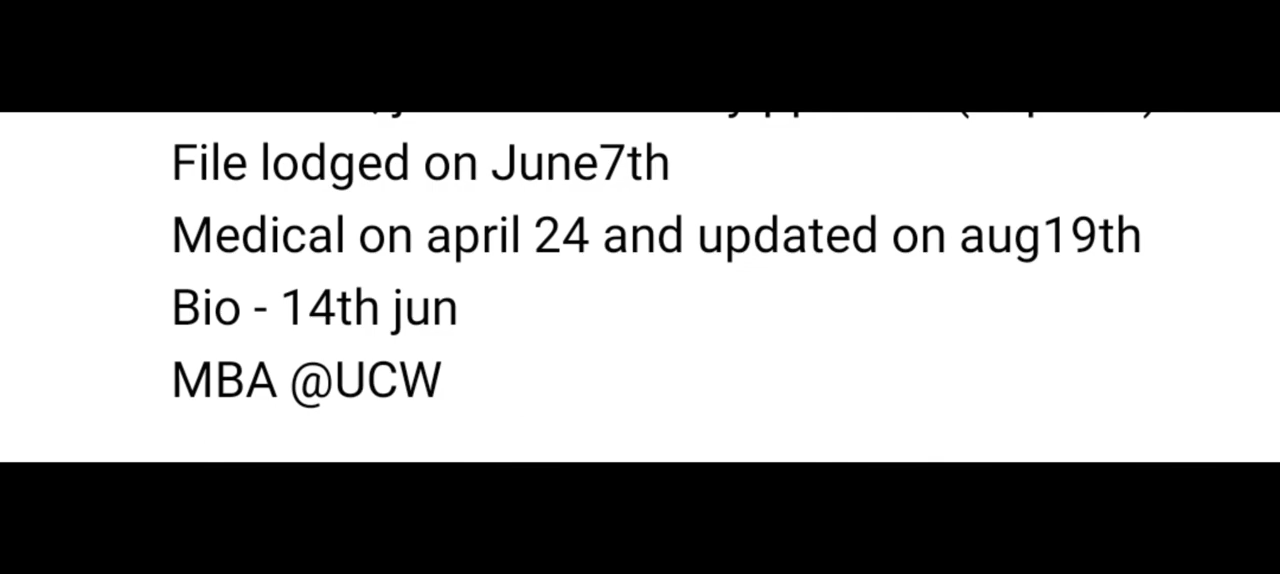 File lodged on June7th
Medical on april 24 and updated on aug19th
Bio - 14th jun
MBA @UCW